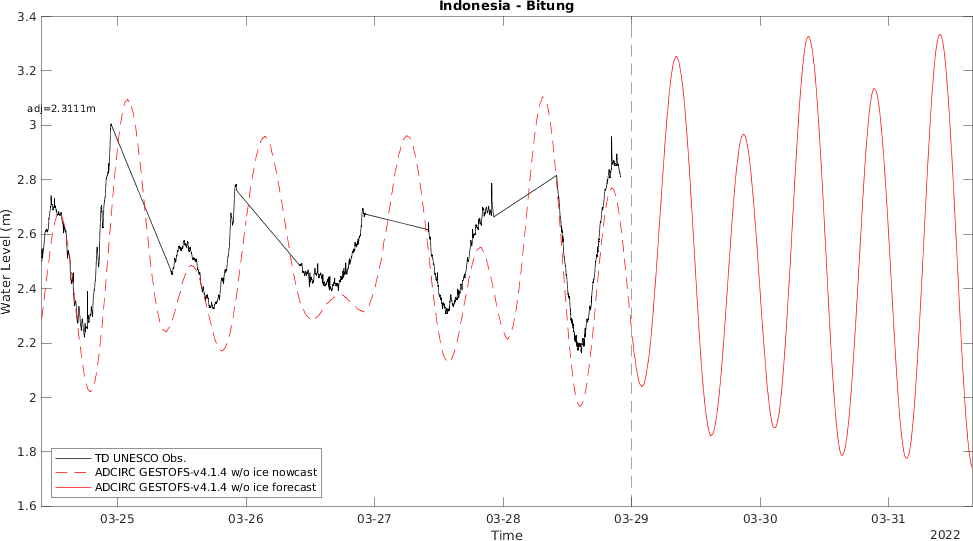 Indonesia - Bitung
3.4
3.2
adj=2.3111m
3
2.8
2.6
2.4
2.2
2
1.8
1.6
Water Level (m)
TD UNESCO Obs.
ADCIRC GESTOFS-v4.1.4 w/o ice nowcast
ADCIRC GESTOFS-v4.1.4 w/o ice forecast
03-25 03-26 03-27 03-28 03-29 03-30 03-31
Time
2022